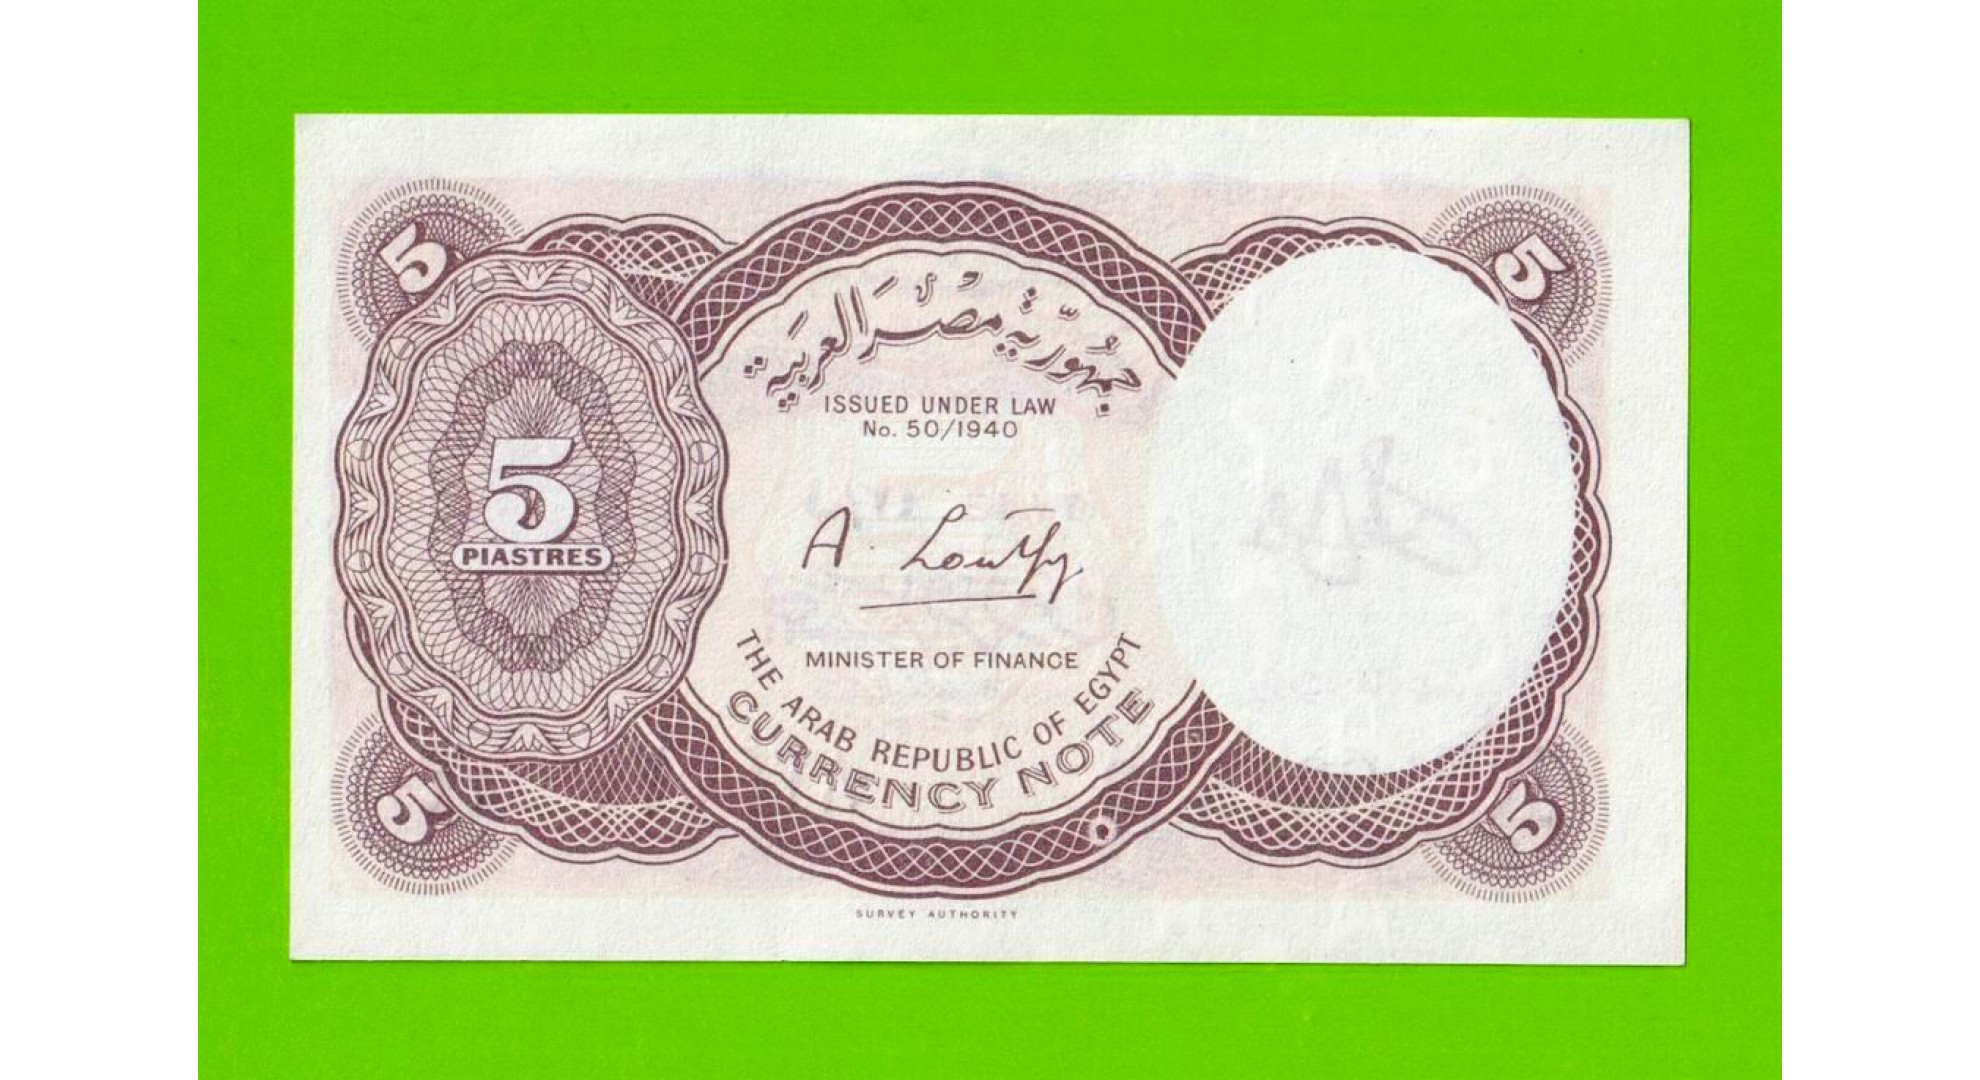 5
5
جمهورية مصر العربية
ISSUED UNDER LAW
No. 50/1940
5
PIASTRES
A Loutfy
MINISTER OF FINANCE
THE ARAB REPUBLIC OF EGYPT
CURRENCY NOTE
5
5
SURVEY AUTHORITY